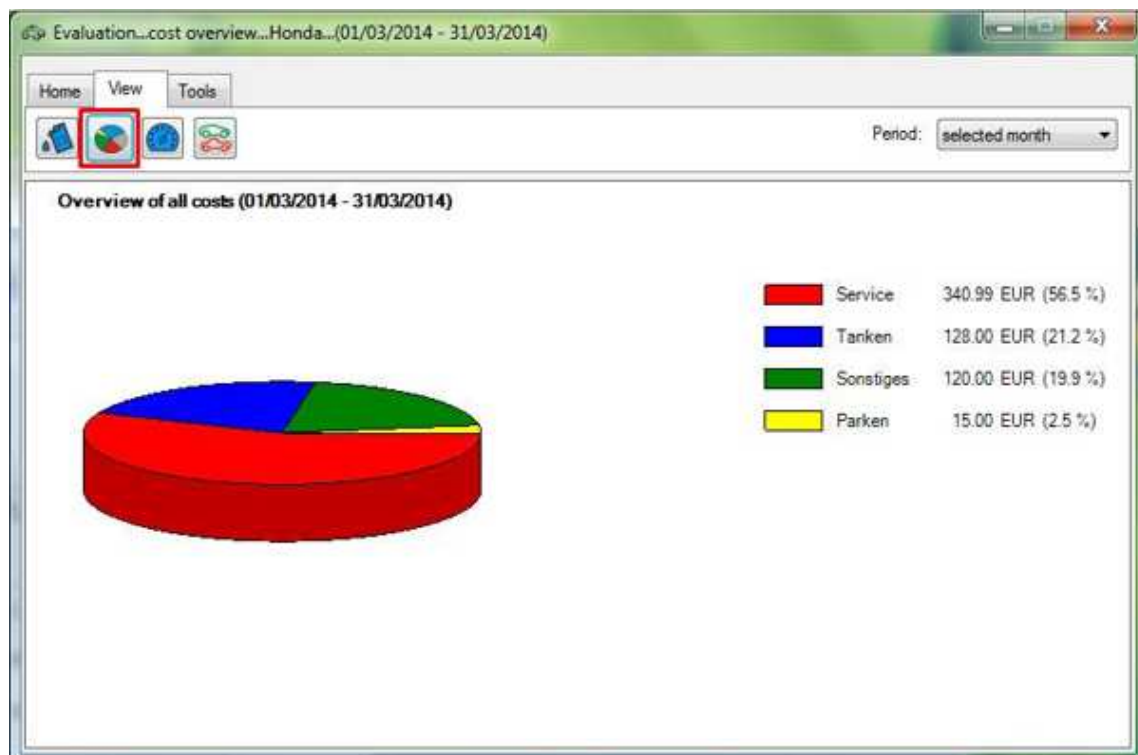 Evaluation...cost overview...Honda...(01/03/2014 - 31/03/2014)
Home View Tools
Period: selected month
Overview of all costs (01/03/2014 - 31/03/2014)
Service 340.99 EUR (56.5 %)
Tanken 128.00 EUR (21.2 %)
Sonstiges 120.00 EUR (19.9 %)
Parken 15.00 EUR (2.5 %)